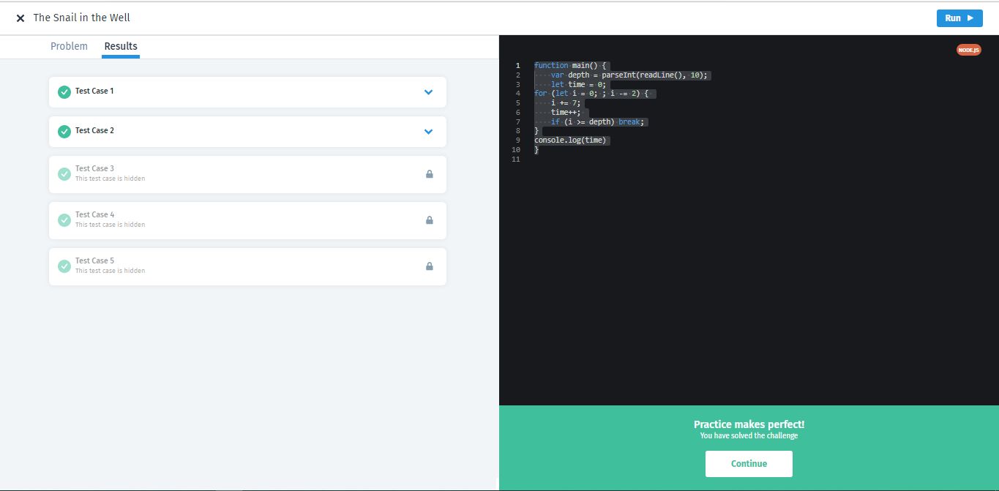 The Snail in the Well
Run
Problem
Results
Test Case 1
Test Case 2
Test Case 3
This test case is hidden
Test Case 4
This test case is hidden
Test Case 5
This test case is hidden
NODE.JS
1 function main() {
2 ····var·depth·=·parseInt(readLine(),·10);
3 ····let·time·=·0;
4 for·(let·i·=·0;·;·i·-=·2)·{·
5 ····i·+=·7;
6 ····time++;
7 ····if·(i·>=·depth)·break;
8 }
9 console.log(time)
10 }
11
Practice makes perfect!
You have solved the challenge
Continue